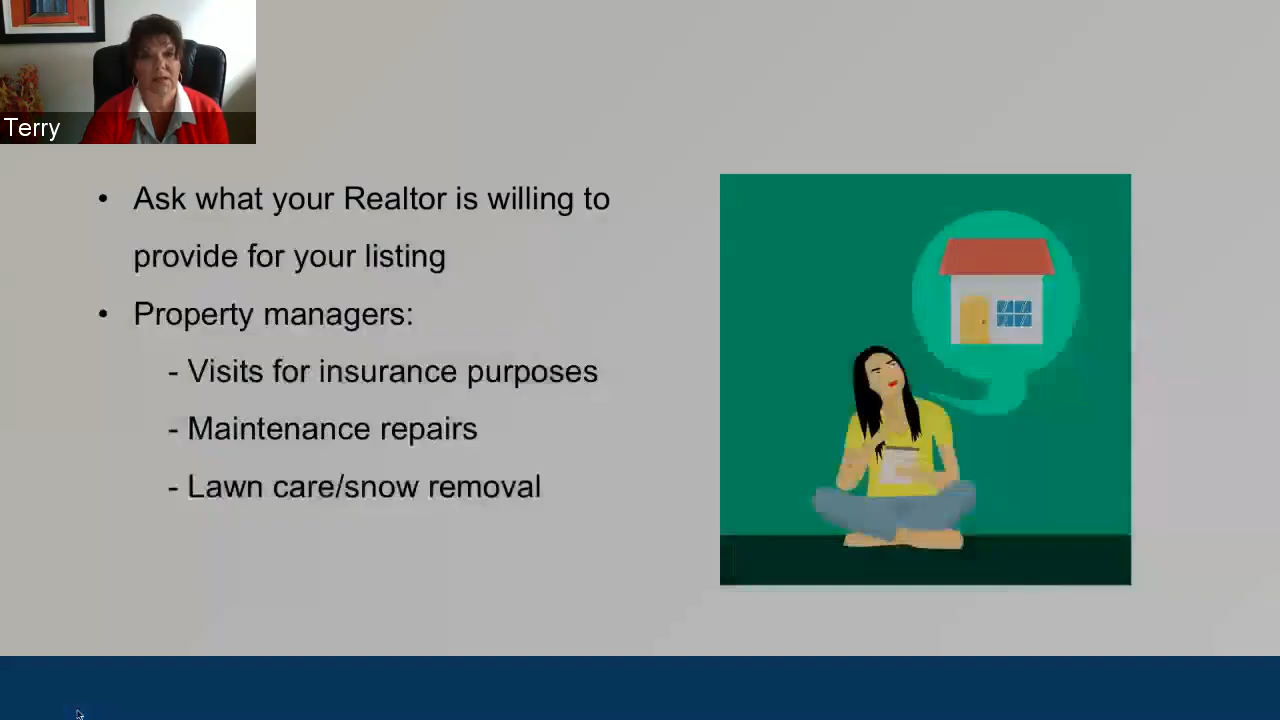 Terry
• Ask what your Realtor is willing to
provide for your listing
• Property managers:
- Visits for insurance purposes
- Maintenance repairs
- Lawn care/snow removal